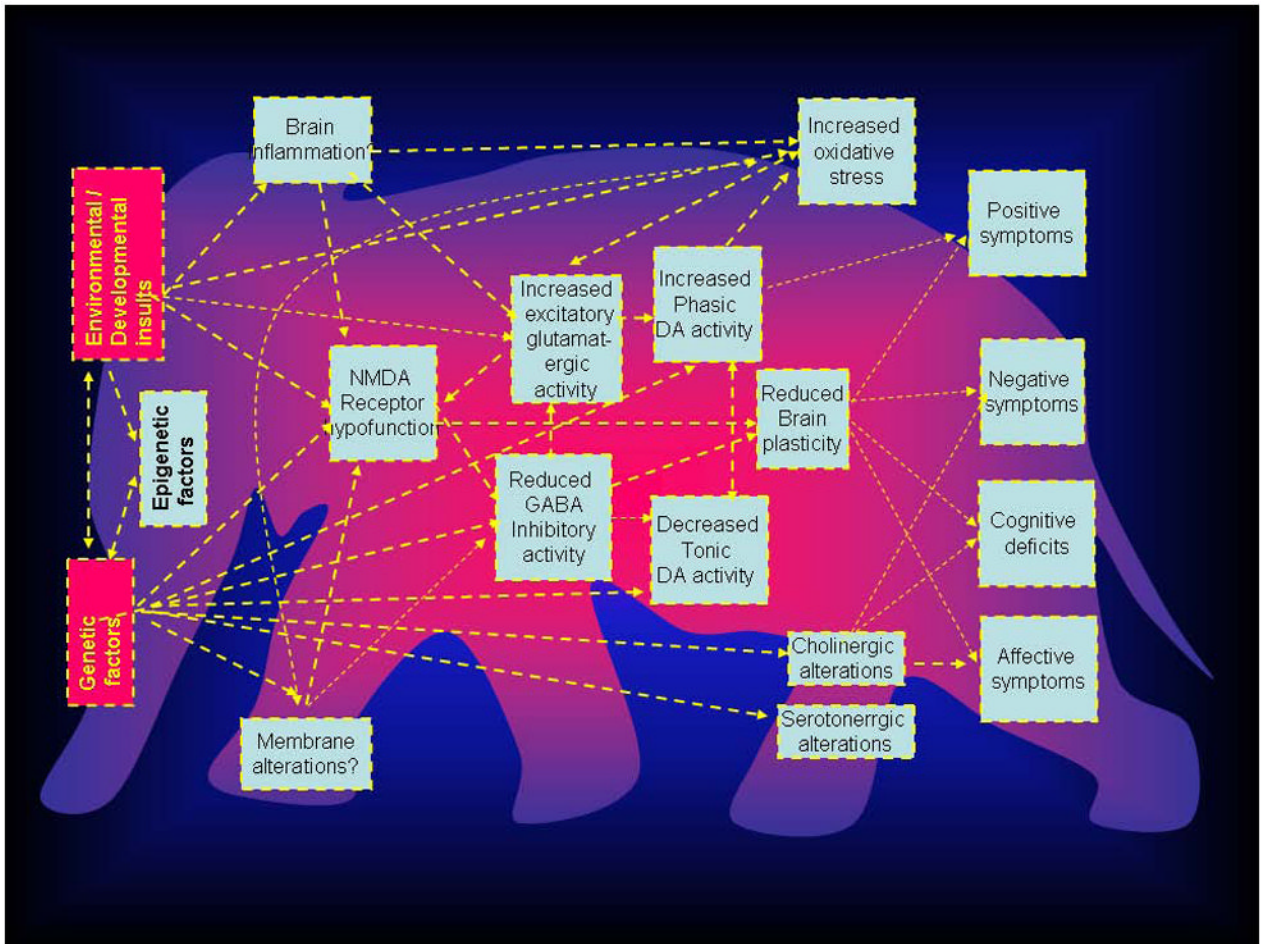 Brain
inflammation?
Increased
oxidative
stress
Environmental /
Developmental
insults
Positive
symptoms
Increased
excitatory
glutamat-
ergic
activity
Increased
Phasic
DA activity
NMDA
Receptor
hypofunction
Reduced
Brain
plasticity
Negative
symptoms
Epigenetic
factors
Reduced
GABA
Inhibitory
activity
Decreased
Tonic
DA activity
Cognitive
deficits
Genetic
factors
Cholinergic
alterations
Affective
symptoms
Membrane
alterations?
Serotonerrgic
alterations